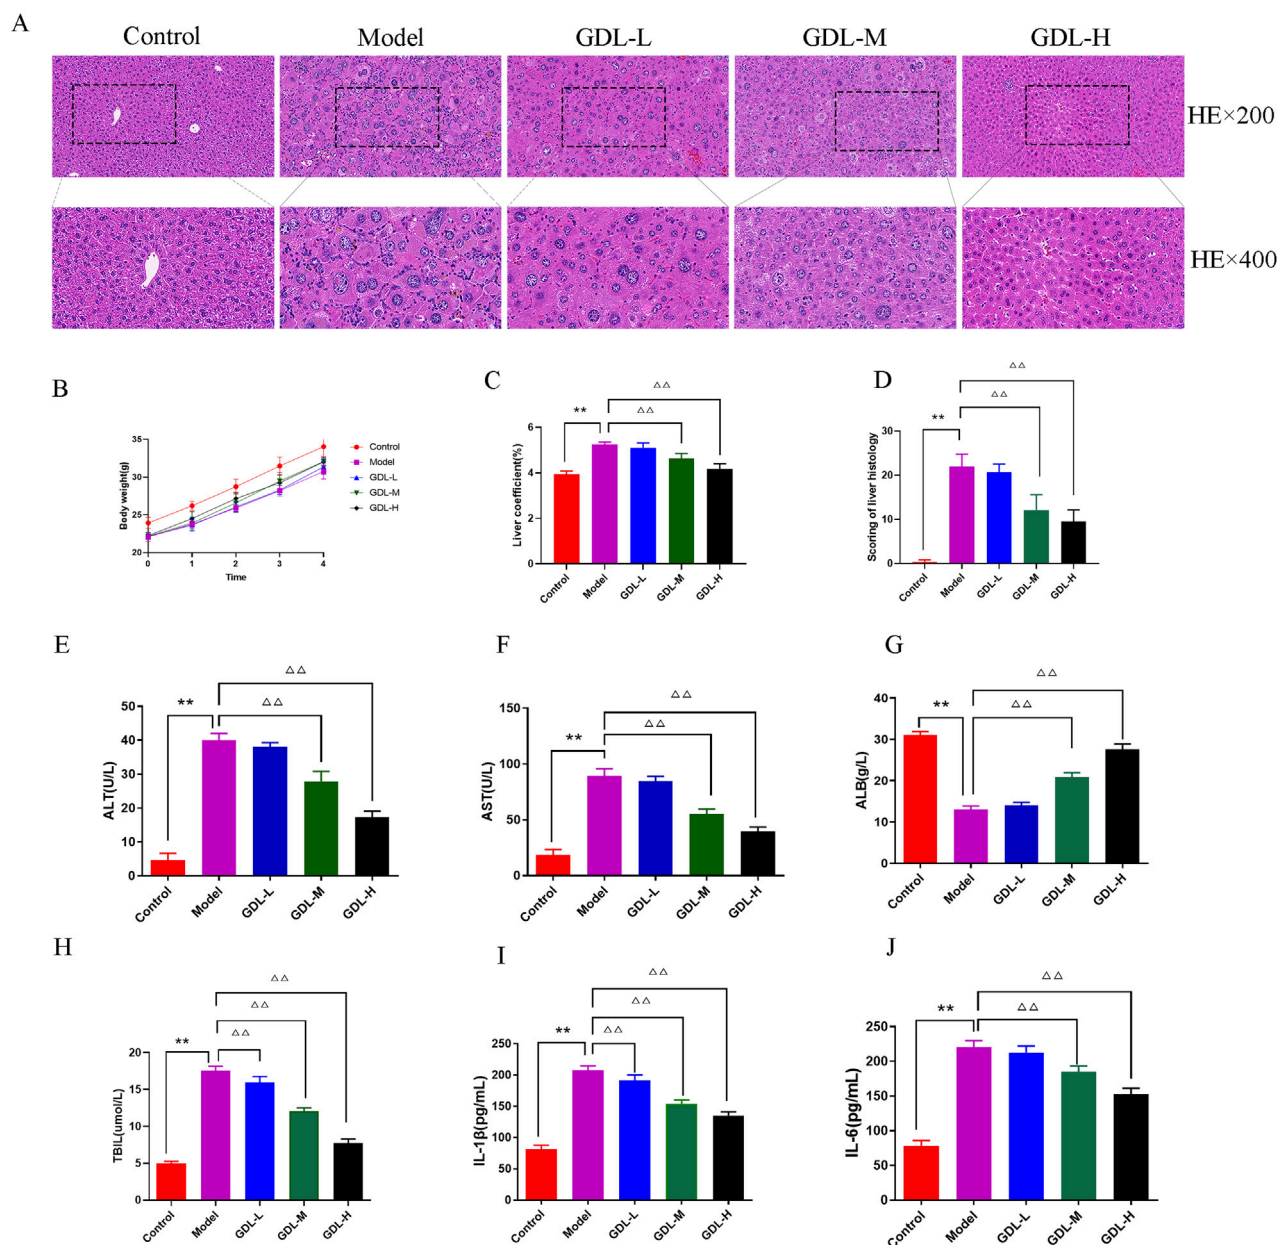 A
Control
Model
GDL-L
GDL-M
GDL-H
HE×200
HE×400
B
Body weight(g)
35
30
25
20
0
1
2
3
4
Time
Control
Model
GDL-L
GDL-M
GDL-H
C
Liver coefficient(%)
6
4
2
0
**
△△
△△
Control
Model
GDL-L
GDL-M
GDL-H
D
Scoring of liver histology
30
20
10
0
**
△△
△△
Control
Model
GDL-L
GDL-M
GDL-H
E
ALT(U/L)
50
40
30
20
10
0
**
△△
△△
Control
Model
GDL-L
GDL-M
GDL-H
F
AST(U/L)
150
100
50
0
**
△△
△△
Control
Model
GDL-L
GDL-M
GDL-H
G
ALB(g/L)
40
30
20
10
0
**
△△
△△
Control
Model
GDL-L
GDL-M
GDL-H
H
TBIL(umol/L)
20
15
10
5
0
**
△△
△△
△△
Control
Model
GDL-L
GDL-M
GDL-H
I
IL-1β(pg/mL)
250
200
150
100
50
0
**
△△
△△
△△
Control
Model
GDL-L
GDL-M
GDL-H
J
IL-6(pg/mL)
250
200
150
100
50
0
**
△△
△△
Control
Model
GDL-L
GDL-M
GDL-H